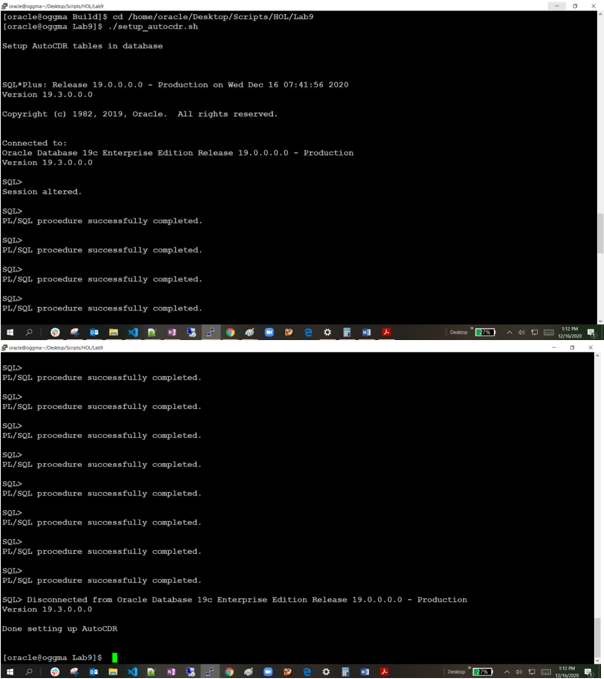 oracle@oggma:~/Desktop/Scripts/HOL/Lab9
[oracle@oggma Build]$ cd /home/oracle/Desktop/Scripts/HOL/Lab9
[oracle@oggma Lab9]$ ./setup_autocdr.sh
Setup AutoCDR tables in database
SQL*Plus: Release 19.0.0.0.0 - Production on Wed Dec 16 07:41:56 2020
Version 19.3.0.0.0
Copyright (c) 1982, 2019, Oracle.  All rights reserved.
Connected to:
Oracle Database 19c Enterprise Edition Release 19.0.0.0.0 - Production
Version 19.3.0.0.0
SQL>
Session altered.
SQL>
PL/SQL procedure successfully completed.
SQL>
PL/SQL procedure successfully completed.
SQL>
PL/SQL procedure successfully completed.
SQL>
PL/SQL procedure successfully completed.
Desktop
77%
1:12 PM
12/16/2020
oracle@oggma:~/Desktop/Scripts/HOL/Lab9
SQL>
PL/SQL procedure successfully completed.
SQL>
PL/SQL procedure successfully completed.
SQL>
PL/SQL procedure successfully completed.
SQL>
PL/SQL procedure successfully completed.
SQL>
PL/SQL procedure successfully completed.
SQL>
PL/SQL procedure successfully completed.
SQL>
PL/SQL procedure successfully completed.
SQL>
PL/SQL procedure successfully completed.
SQL> Disconnected from Oracle Database 19c Enterprise Edition Release 19.0.0.0.0 - Production
Version 19.3.0.0.0
Done setting up AutoCDR
[oracle@oggma Lab9]$
Desktop
77%
1:12 PM
12/16/2020